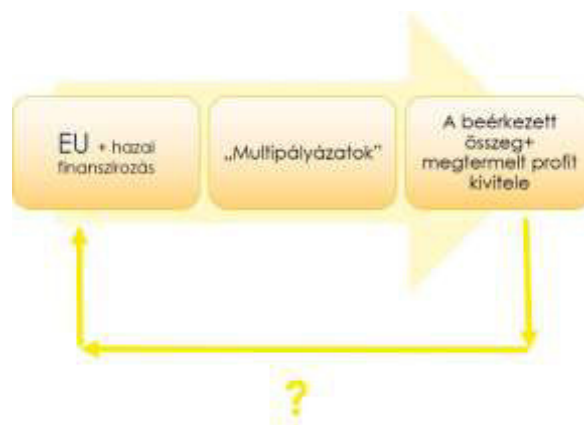 EU + hazai
finanszírozás
„Multipályázatok”
A beérkezett
összeg+
megtermelt profit
kivitele
?